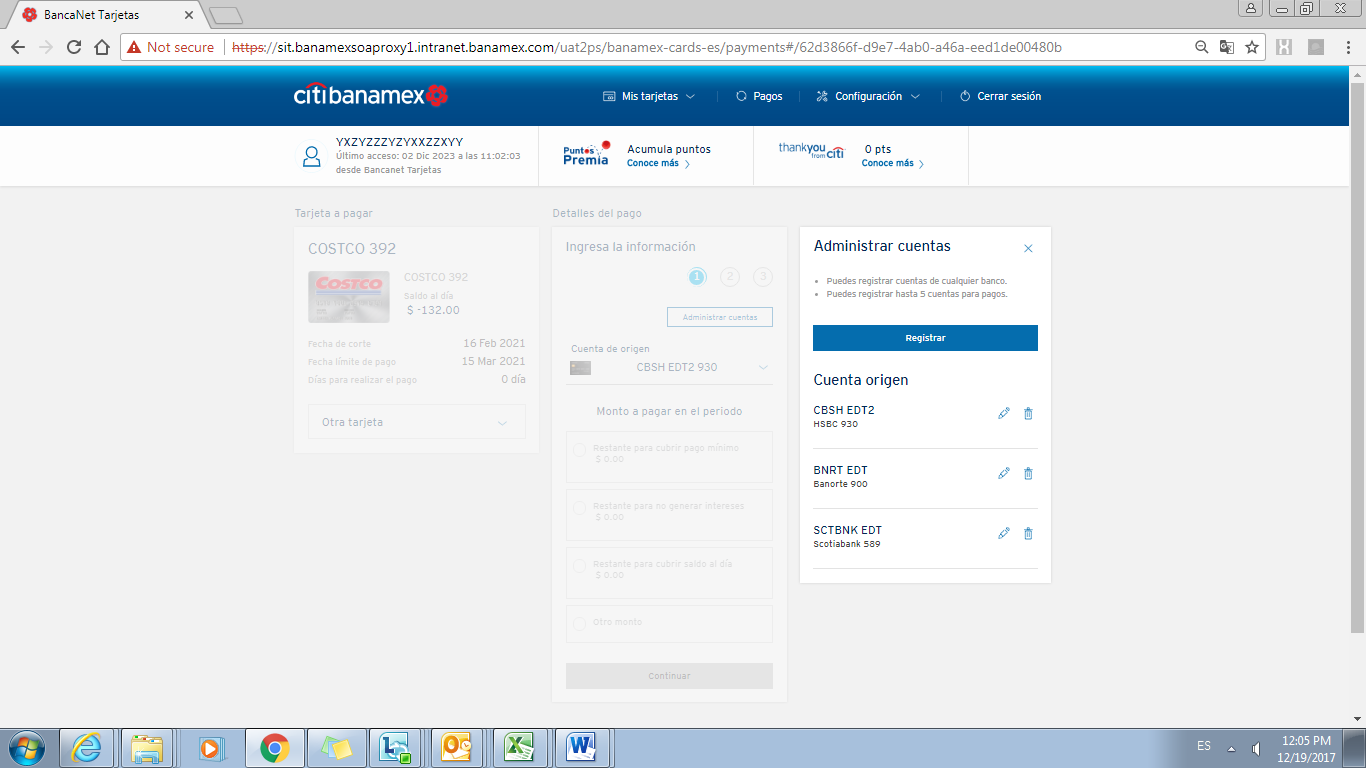 BancaNet Tarjetas
Not secure
https://sit.banamexsoaproxy1.intranet.banamex.com/uat2ps/banamex-cards-es/payments#/62d3866f-d9e7-4ab0-a46a-eed1de00480b
citibanamex
Mis tarjetas
Pagos
Configuración
Cerrar sesión
YXZYZZZYZYXXZZXYY
Último acceso: 02 Dic 2023 a las 11:02:03
desde Bancanet Tarjetas
Puntos
Premia
Acumula puntos
Conoce más
thankyou
from citi
0 pts
Conoce más
Tarjeta a pagar
COSTCO 392
COSTCO
COSTCO 392
Saldo al día
$ -132.00
Fecha de corte 16 Feb 2021
Fecha límite de pago 15 Mar 2021
Días para realizar el pago 0 día
Otra tarjeta
Detalles del pago
Ingresa la información
1 2 3
Administrar cuentas
Cuenta de origen
CBSH EDT2 930
Monto a pagar en el periodo
Restante para cubrir pago mínimo
$ 0.00
Restante para no generar intereses
$ 0.00
Restante para cubrir saldo al día
$ 0.00
Otro monto
Continuar
Administrar cuentas
Puedes registrar cuentas de cualquier banco.
Puedes registrar hasta 5 cuentas para pagos.
Registrar
Cuenta origen
CBSH EDT2
HSBC 930
BNRT EDT
Banorte 900
SCTBNK EDT
Scotiabank 589
ES
12:05 PM
12/19/2017